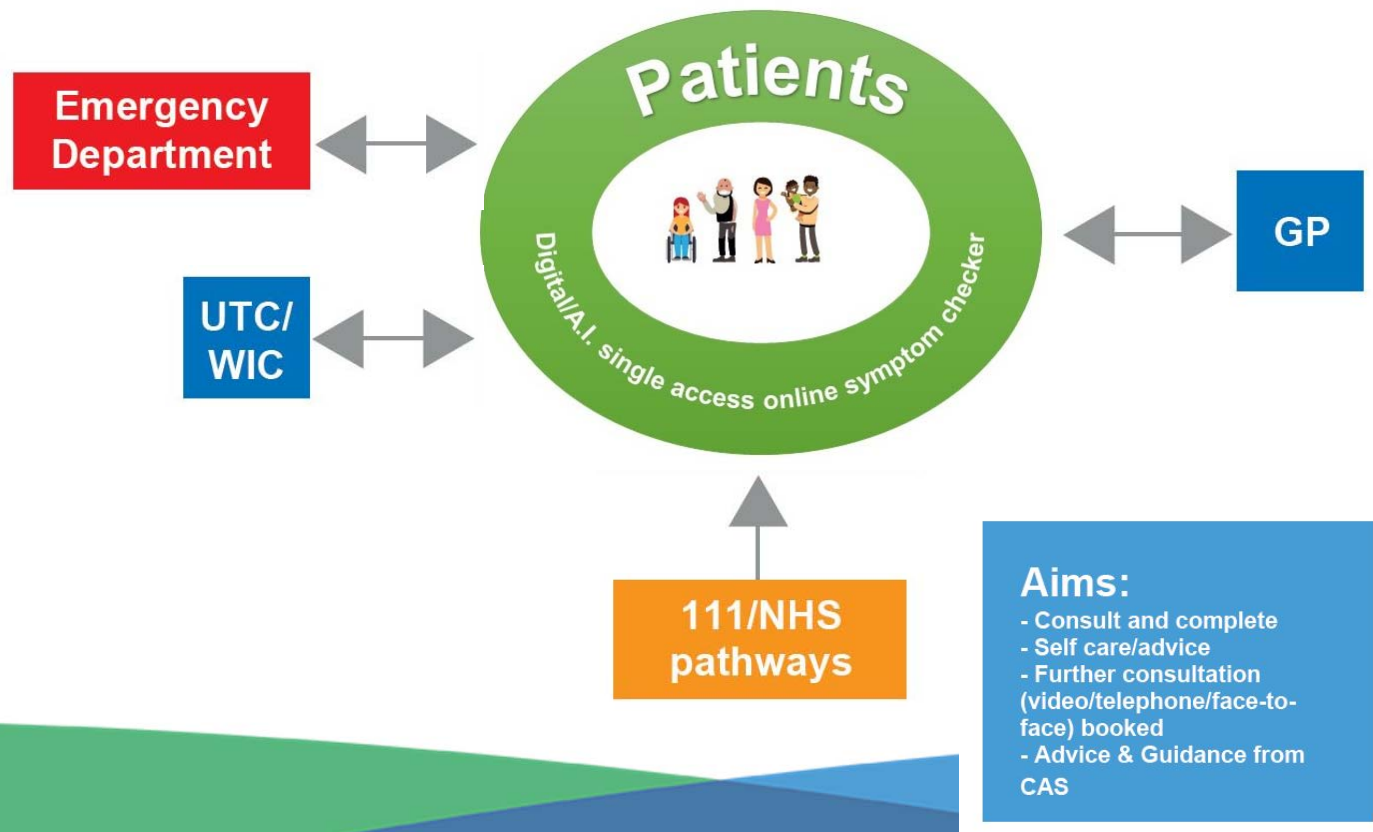 Patients
Emergency
Department
GP
UTC/
WIC
Digital/A.I. single access online symptom checker
111/NHS
pathways
Aims:
- Consult and complete
- Self care/advice
- Further consultation
(video/telephone/face-to-
face) booked
- Advice & Guidance from
CAS